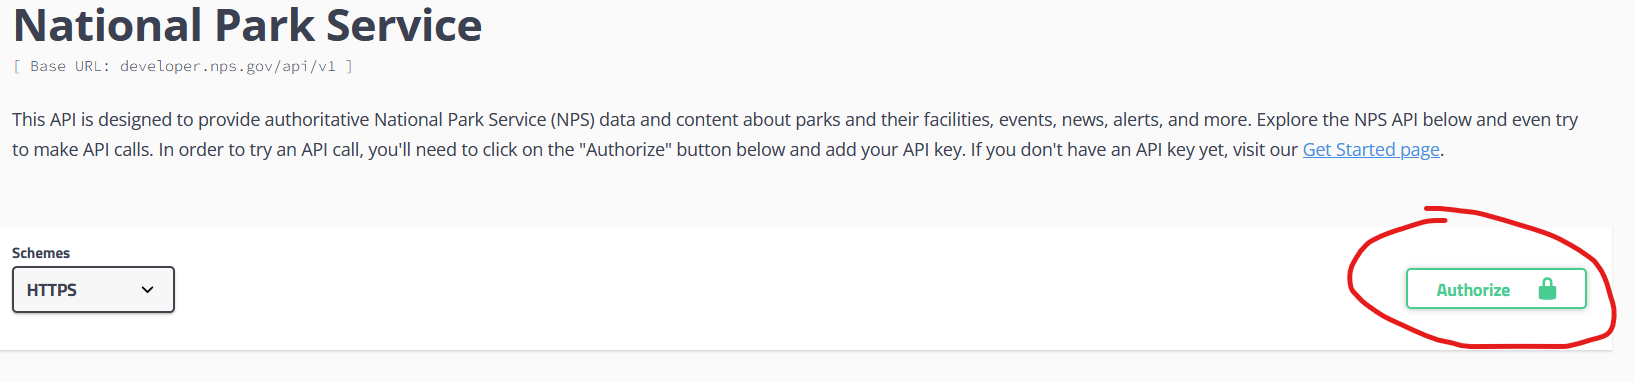 National Park Service
[ Base URL: developer.nps.gov/api/v1 ]
This API is designed to provide authoritative National Park Service (NPS) data and content about parks and their facilities, events, news, alerts, and more. Explore the NPS API below and even try
to make API calls. In order to try an API call, you'll need to click on the "Authorize" button below and add your API key. If you don't have an API key yet, visit our Get Started page.
Schemes
HTTPS
Authorize